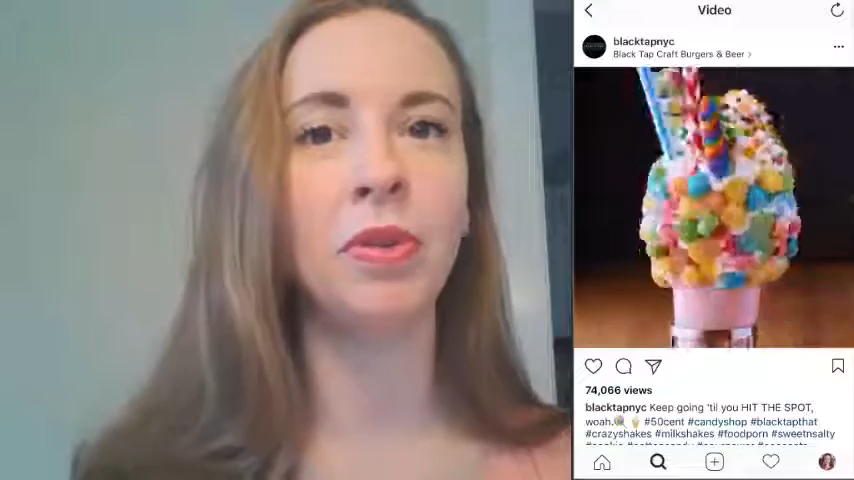 Video
blacktapnyc
Black Tap Craft Burgers & Beer >
74,066 views
blacktapnyc Keep going 'til you HIT THE SPOT,
woah. #50cent #candyshop #blacktapthat
#crazyshakes #milkshakes #foodporn #sweetnsalty